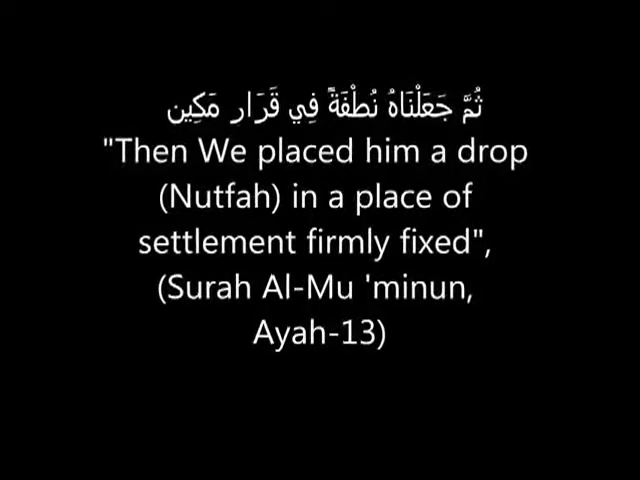 ثُمَّ جَعَلْنَاهُ نُطْفَةً فِي قَرَارٍ مَكِين
"Then We placed him a drop
(Nutfah) in a place of
settlement firmly fixed",
(Surah Al-Mu 'minun,
Ayah-13)